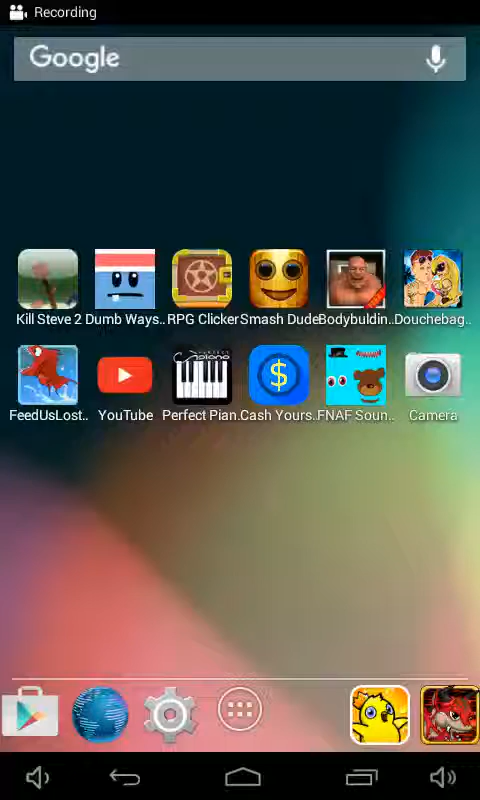 Recording
Google
Kill Steve 2 Dumb Ways.. RPG Clicker Smash Dude Bodybuldin.. Douchebag..
FeedUsLost.. YouTube Perfect Pian.. Cash Yours.. FNAF Soun.. Camera